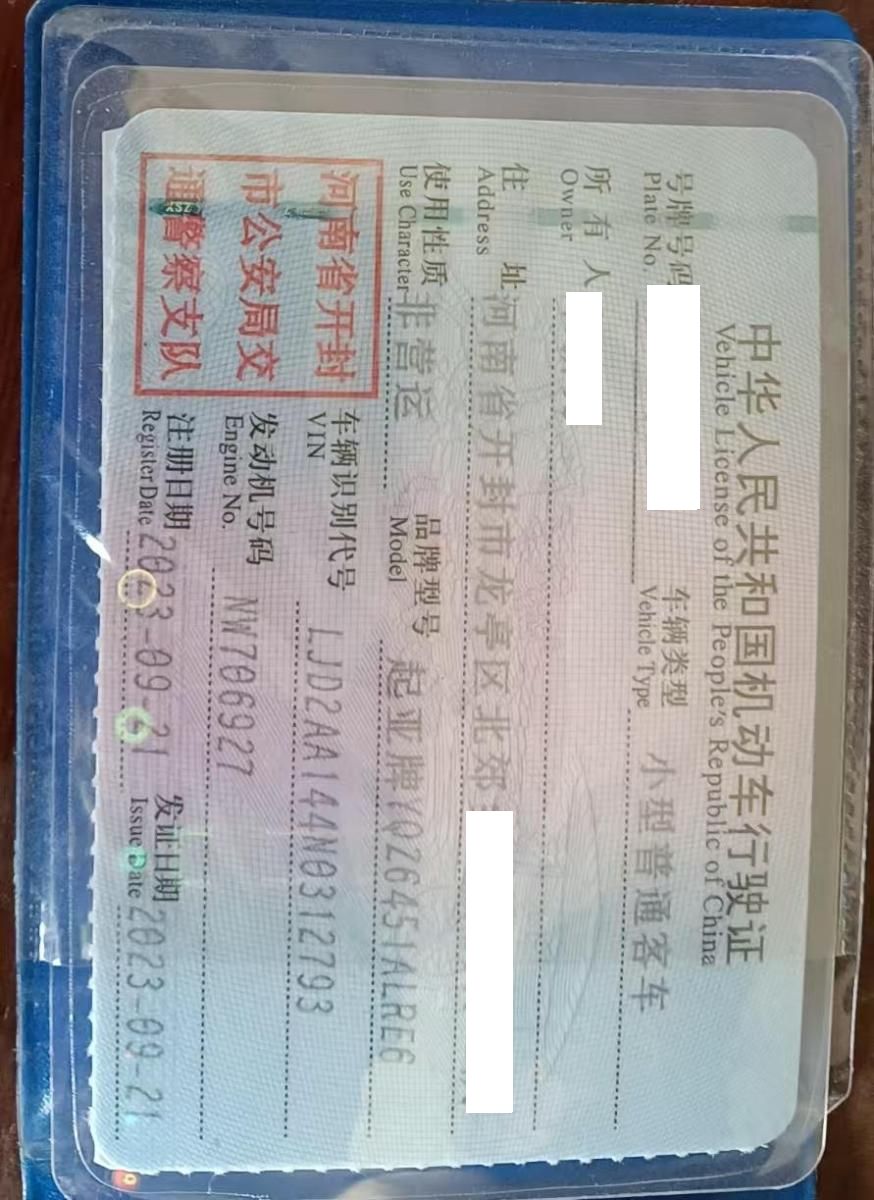 中华人民共和国机动车行驶证
Vehicle License of the People's Republic of China
号牌号码 车辆类型 小型普通客车
Plate No. Vehicle Type
所有人
Owner
住址 河南省开封市龙亭区北郊
Address
使用性质 非营运 品牌型号 起亚牌YQZ6451ALRE6
Use Character Model
河南省开封
市公安局交
通警察支队
车辆识别代号 LJD2AA144N0312793
VIN
发动机号码 NW706927
Engine No.
注册日期 2023-09-21 发证日期 2023-09-21
Register Date Issue Date